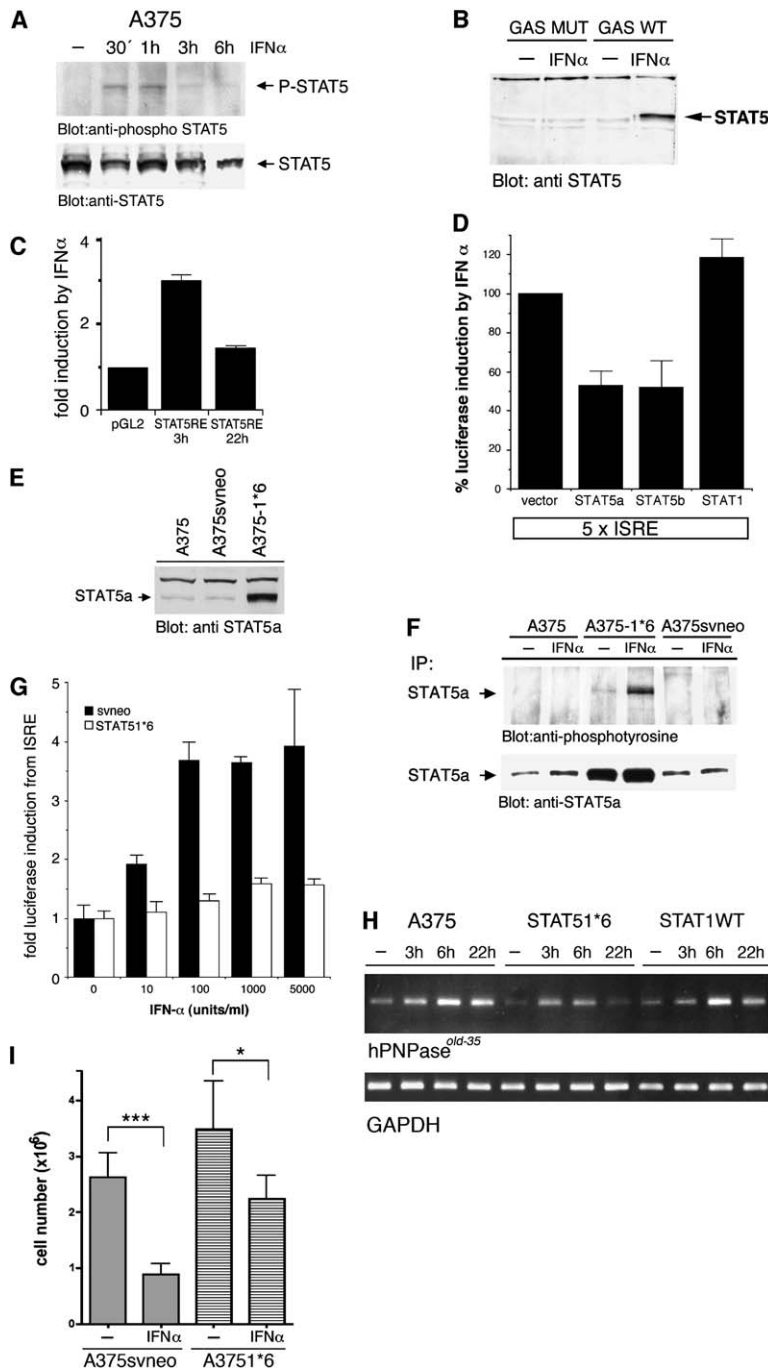 A
A375
– 30´ 1h 3h 6h IFNα
P-STAT5
Blot:anti-phospho STAT5
STAT5
Blot:anti-STAT5
B
GAS MUT GAS WT
– IFNα – IFNα
STAT5
Blot: anti STAT5
C
fold induction by IFNα
4
2
1
0
pGL2 STAT5RE STAT5RE
3h 22h
D
% luciferase induction by IFN α
120
100
80
60
40
20
0
vector STAT5a STAT5b STAT1
5 x ISRE
E
A375 A375svneo A375-1*6
STAT5a
Blot: anti STAT5a
F
A375 A375-1*6 A375svneo
– IFNα – IFNα – IFNα
IP:
STAT5a
Blot:anti-phosphotyrosine
STAT5a
Blot: anti-STAT5a
G
fold luciferase induction from ISRE
5
4
3
2
1
0
svneo
STAT51*6
0 10 100 1000 5000
IFN-α (units/ml)
H
A375 STAT51*6 STAT1WT
– 3h 6h 22h – 3h 6h 22h – 3h 6h 22h
hPNPase old-35
GAPDH
I
cell number (x10⁶)
4
3
2
1
0
*** *
– IFNα – IFNα
A375svneo A3751*6